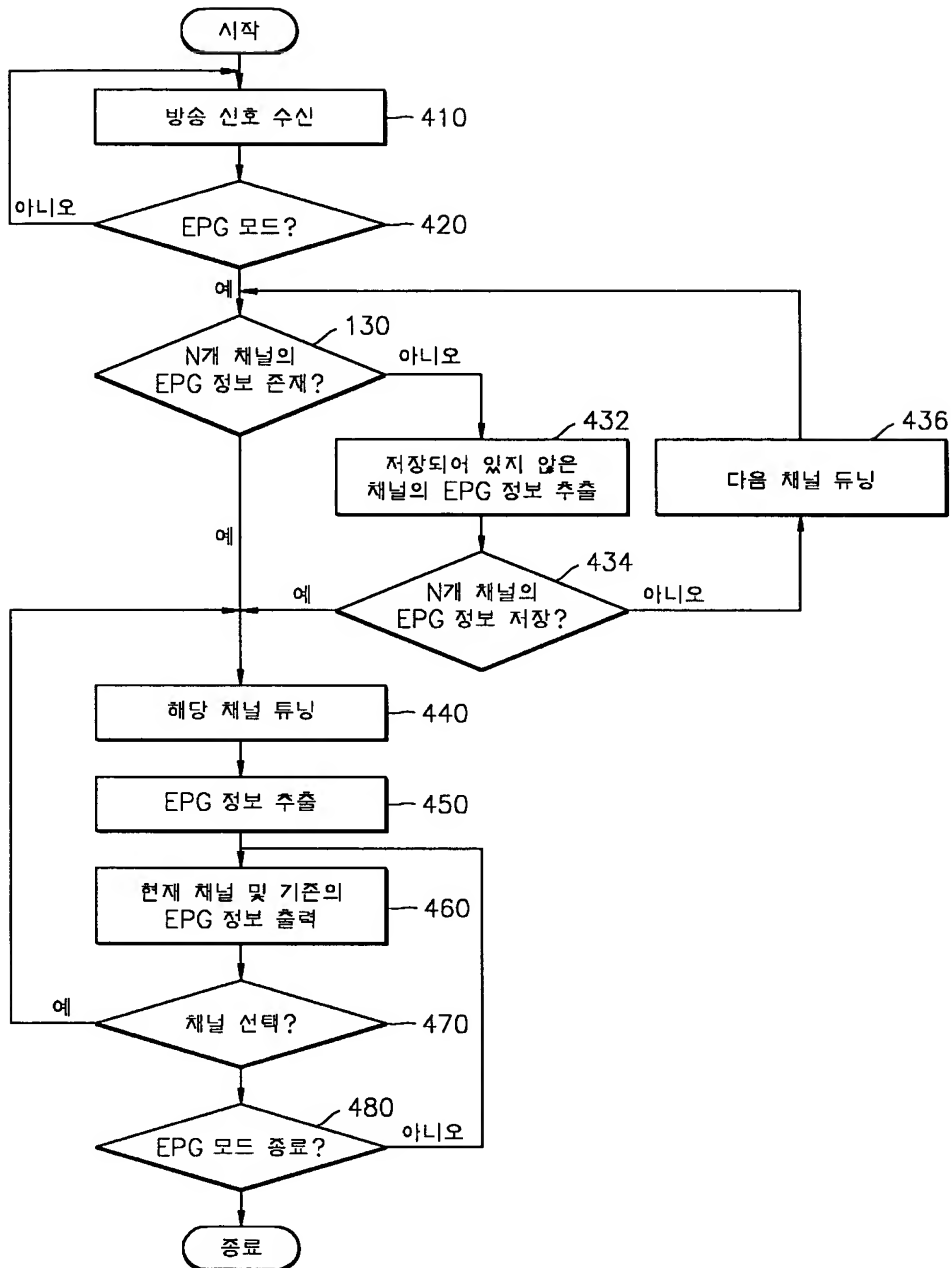 시작
방송 신호 수신
410
아니오
EPG 모드?
420
예
130
N개 채널의
EPG 정보 존재?
아니오
432
저장되어 있지 않은
채널의 EPG 정보 추출
436
다음 채널 듀닝
예
434
N개 채널의
EPG 정보 저장?
예
아니오
해당 채널 듀닝
440
EPG 정보 추출
450
현재 채널 및 기존의
EPG 정보 출력
460
예
채널 선택?
470
480
EPG 모드 종료?
아니오
종료